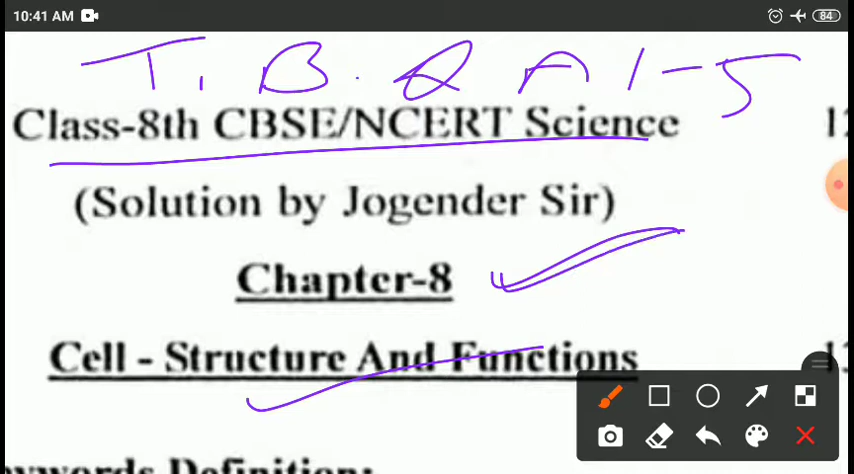 10:41 AM 84
T. B. Q A 1-5
Class-8th CBSE/NCERT Science
(Solution by Jogender Sir)
Chapter-8
Cell - Structure And Functions
Definition: